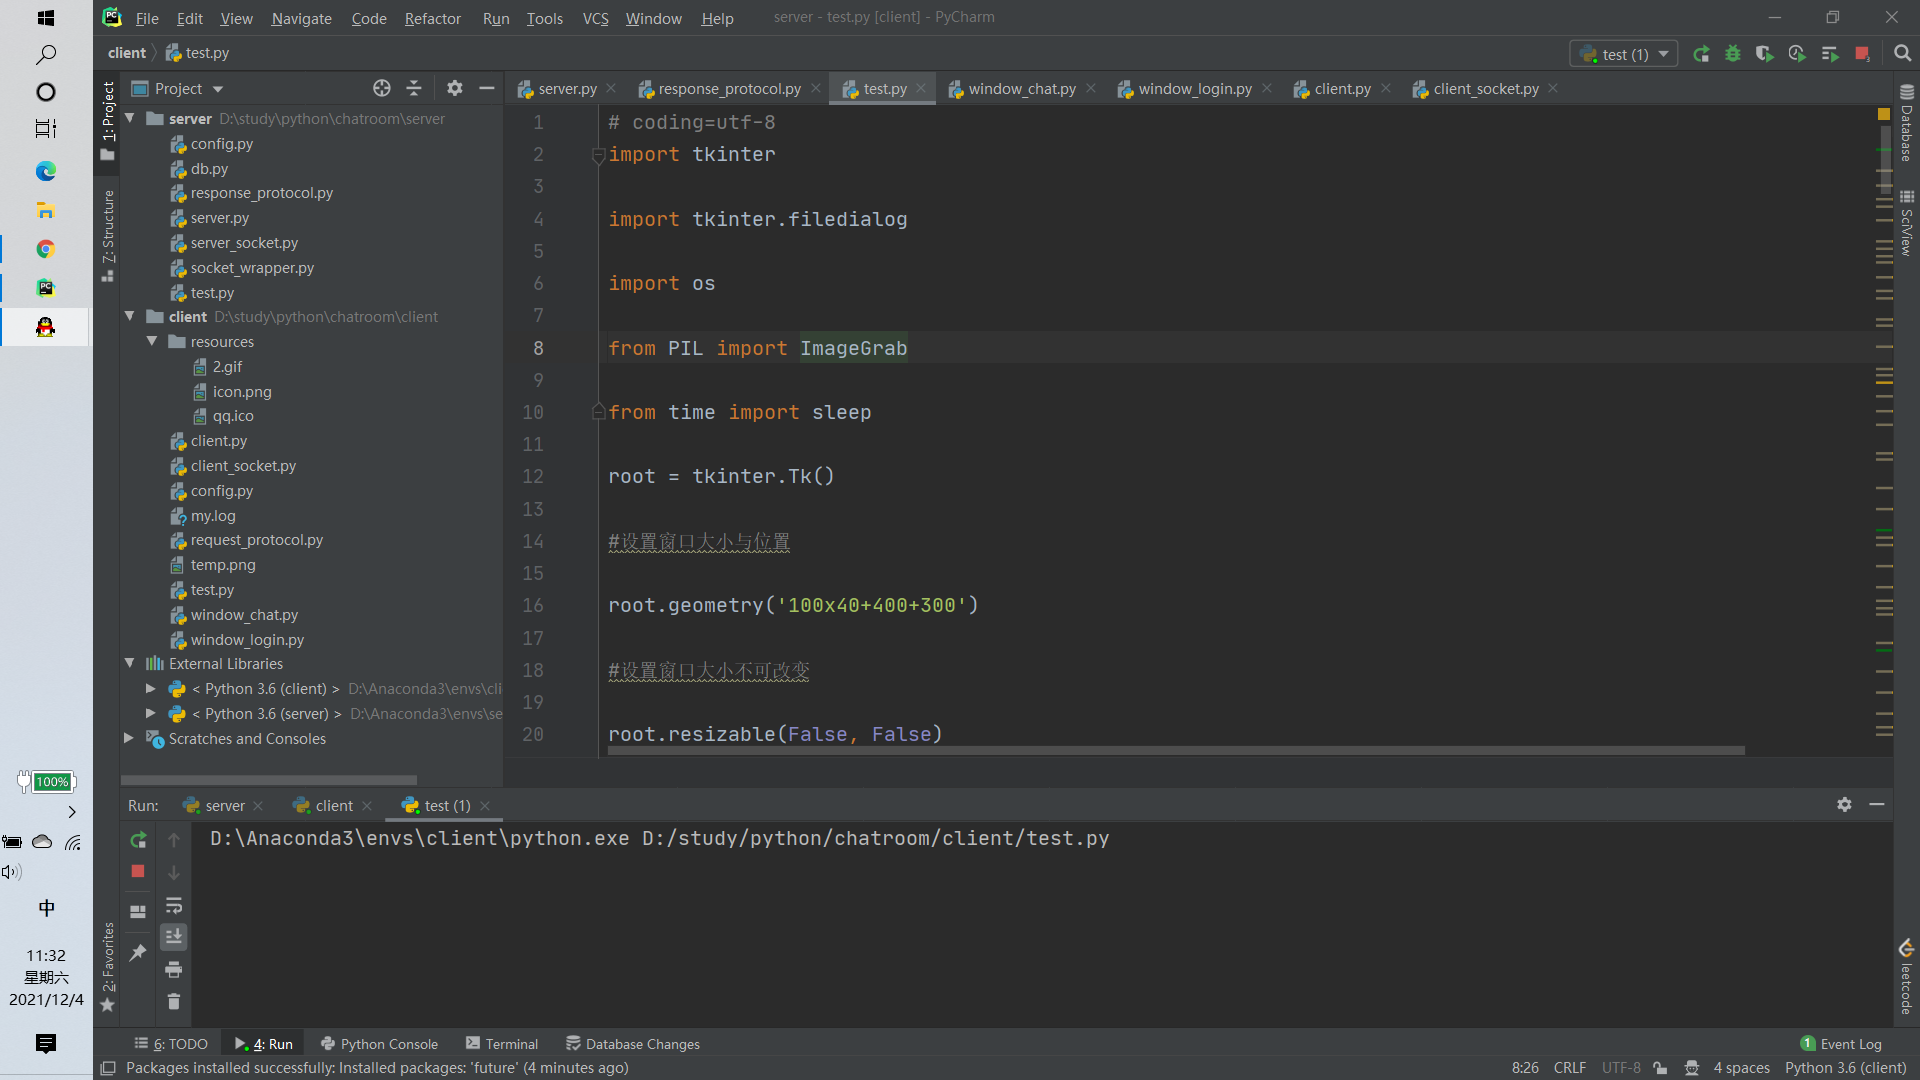 File Edit View Navigate Code Refactor Run Tools VCS Window Help server - test.py [client] - PyCharm
client test.py test (1)
Project server.py response_protocol.py test.py window_chat.py window_login.py client.py client_socket.py
1: Project
7: Structure
2: Favorites
server D:\study\python\chatroom\server
config.py
db.py
response_protocol.py
server.py
server_socket.py
socket_wrapper.py
test.py
client D:\study\python\chatroom\client
resources
2.gif
icon.png
qq.ico
client.py
client_socket.py
config.py
my.log
request_protocol.py
temp.png
test.py
window_chat.py
window_login.py
External Libraries
< Python 3.6 (client) > D:\Anaconda3\envs\cli
< Python 3.6 (server) > D:\Anaconda3\envs\se
Scratches and Consoles
1 # coding=utf-8
2 import tkinter
3
4 import tkinter.filedialog
5
6 import os
7
8 from PIL import ImageGrab
9
10 from time import sleep
11
12 root = tkinter.Tk()
13
14 #设置窗口大小与位置
15
16 root.geometry('100x40+400+300')
17
18 #设置窗口大小不可改变
19
20 root.resizable(False, False)
Database
SciView
leetcode
Run: server client test (1)
D:\Anaconda3\envs\client\python.exe D:/study/python/chatroom/client/test.py
100%
中
11:32
星期六
2021/12/4
6: TODO 4: Run Python Console Terminal Database Changes 1 Event Log
Packages installed successfully: Installed packages: 'future' (4 minutes ago) 8:26 CRLF UTF-8 4 spaces Python 3.6 (client)